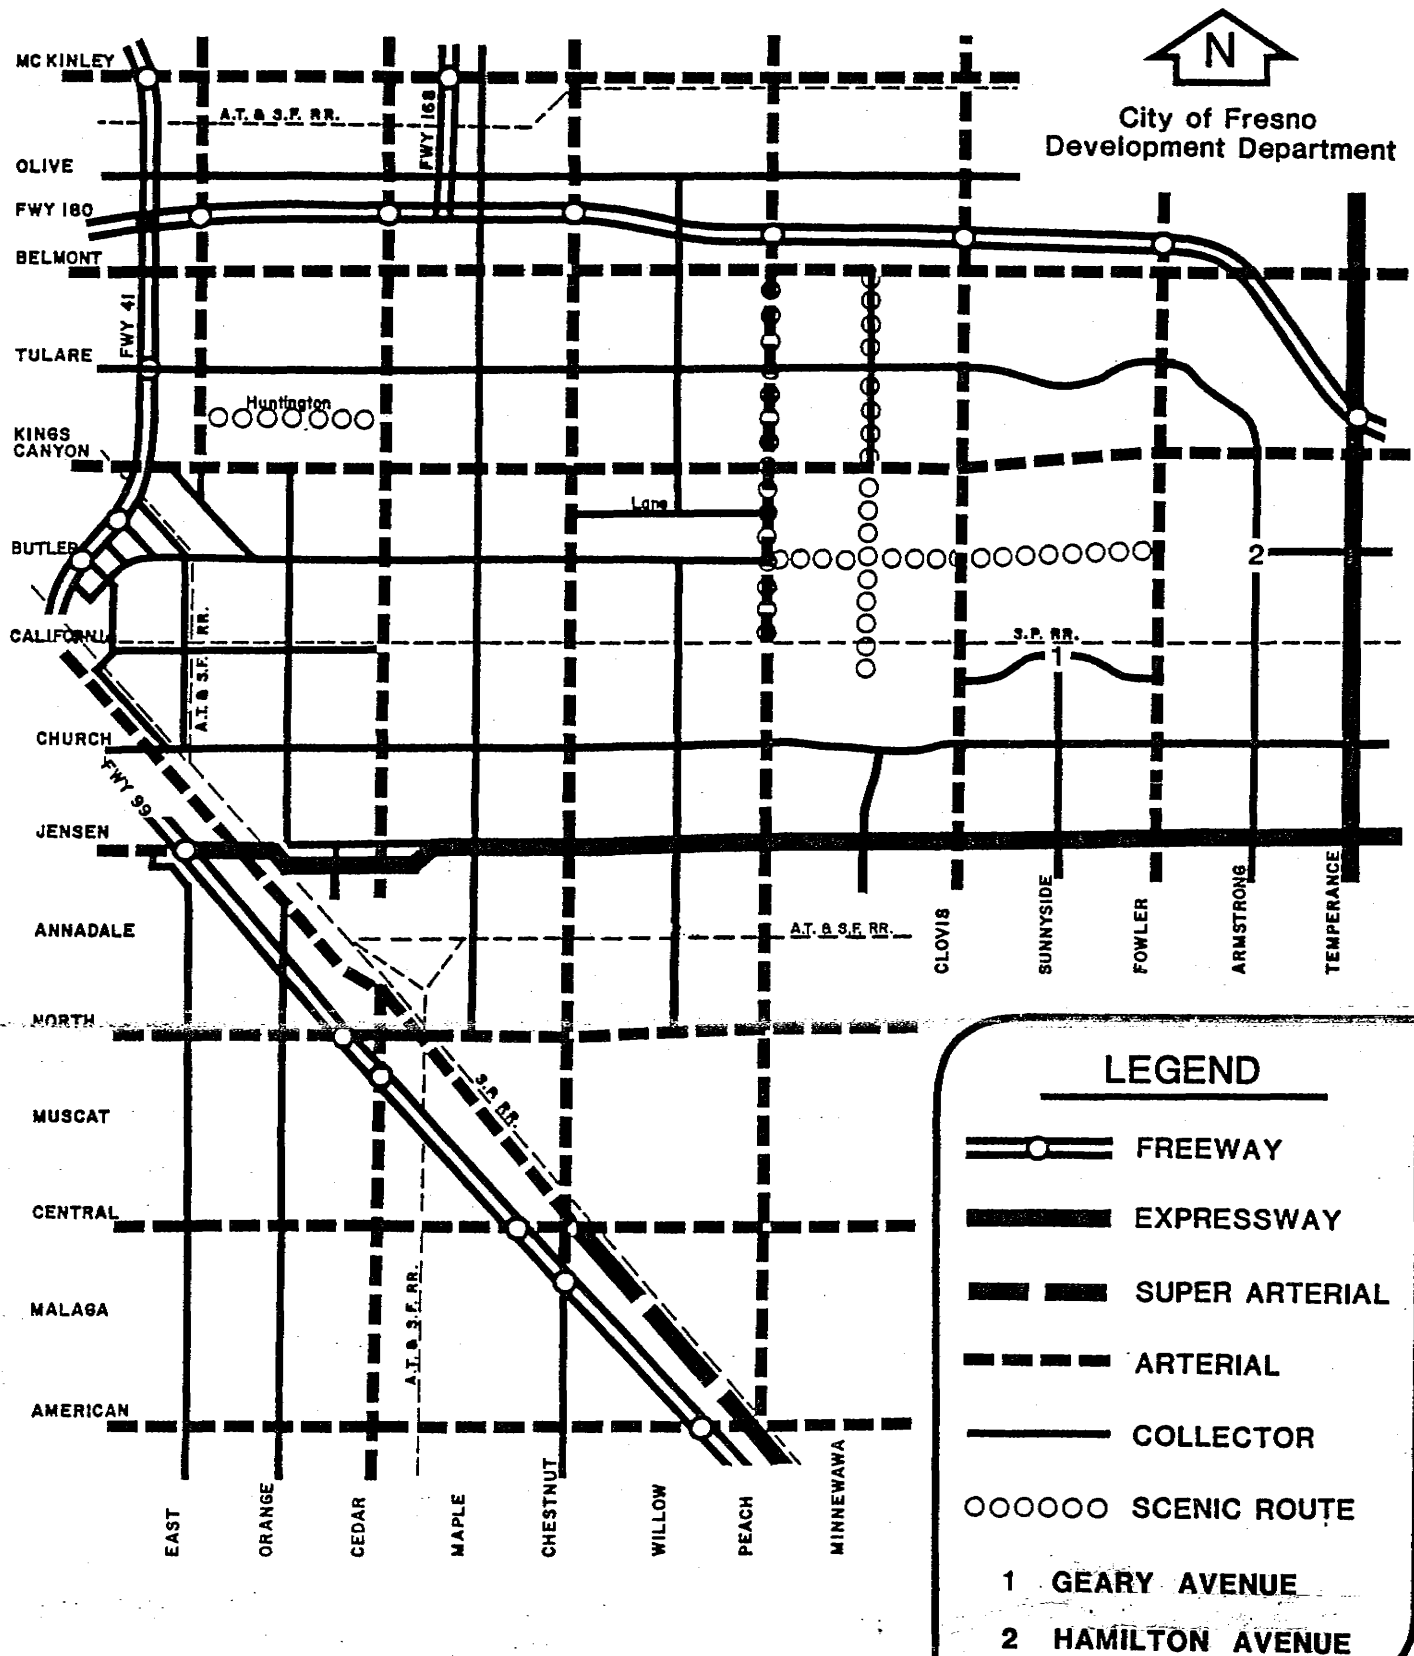 N
City of Fresno
Development Department
MC KINLEY
A.T. & S.F. RR.
FWY 168
OLIVE
FWY 180
BELMONT
FWY 41
TULARE
Huntington
KINGS
CANYON
Lane
BUTLER
2
CALIFORNI
S.P. RR.
1
A.T. & S.F. RR.
CHURCH
FWY 99
JENSEN
ANNADALE
A.T. & S.F. RR.
CLOVIS
SUNNYSIDE
FOWLER
ARMSTRONG
TEMPERANCE
NORTH
S.P. RR.
MUSCAT
CENTRAL
A.T. & S.F. RR.
MALAGA
AMERICAN
EAST
ORANGE
CEDAR
MAPLE
CHESTNUT
WILLOW
PEACH
MINNEWAWA
LEGEND
FREEWAY
EXPRESSWAY
SUPER ARTERIAL
ARTERIAL
COLLECTOR
SCENIC ROUTE
1 GEARY AVENUE
2 HAMILTON AVENUE